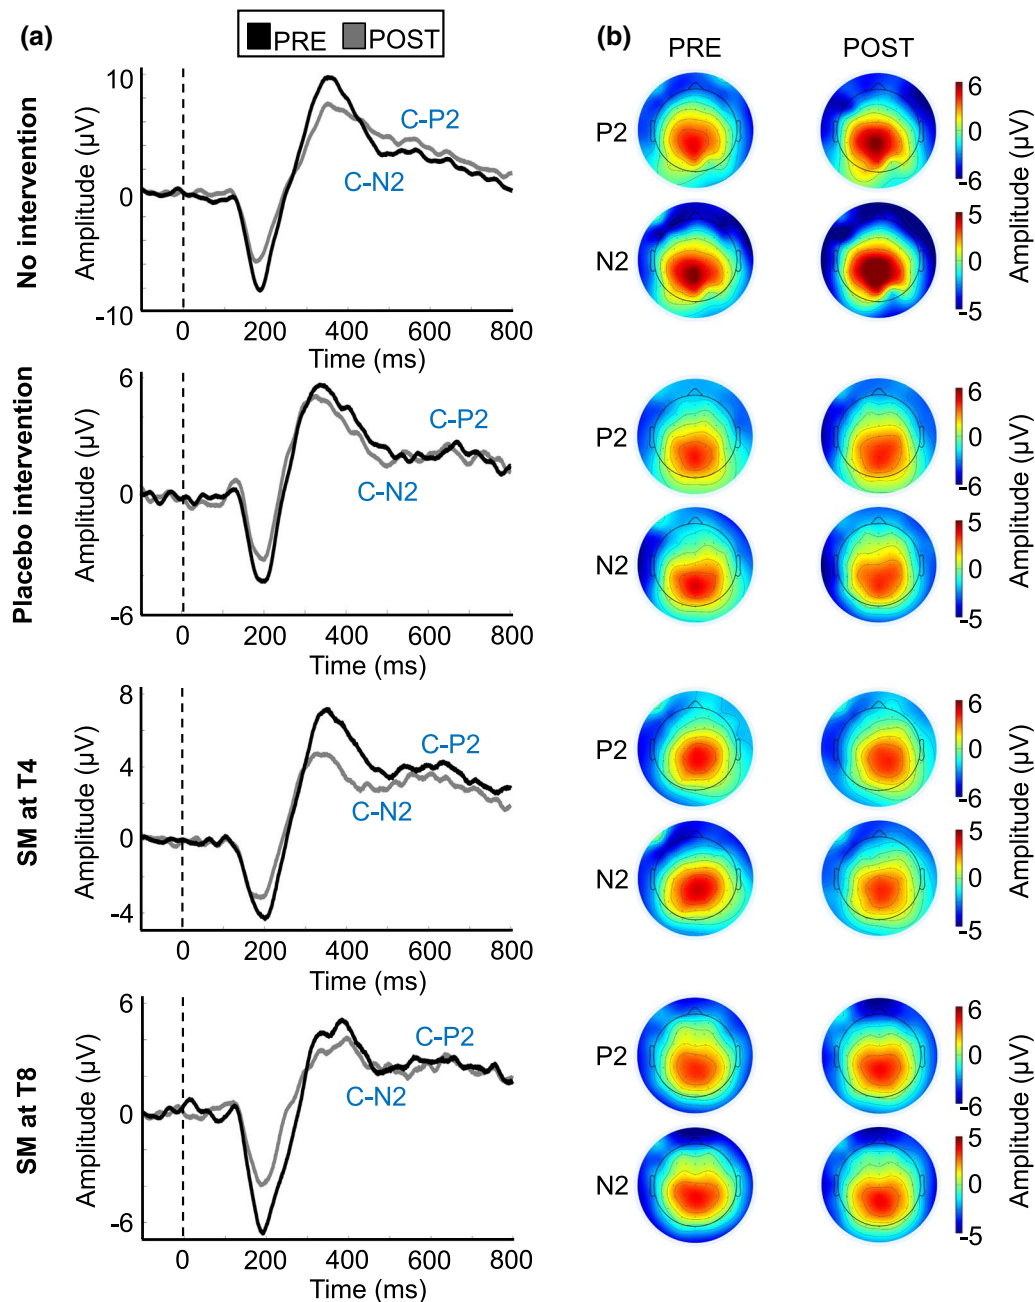 (a)
PRE POST
(b)
PRE POST
No intervention
Amplitude (µV)
10
0
-10
C-P2
C-N2
0 200 400 600 800
Time (ms)
P2
6
0
-6
N2
5
0
-5
Amplitude (µV)
Placebo intervention
Amplitude (µV)
6
0
-6
C-P2
C-N2
0 200 400 600 800
Time (ms)
P2
6
0
-6
N2
5
0
-5
Amplitude (µV)
SM at T4
Amplitude (µV)
8
4
0
-4
C-P2
C-N2
0 200 400 600 800
Time (ms)
P2
6
0
-6
N2
5
0
-5
Amplitude (µV)
SM at T8
Amplitude (µV)
6
0
-6
C-P2
C-N2
0 200 400 600 800
Time (ms)
P2
6
0
-6
N2
5
0
-5
Amplitude (µV)